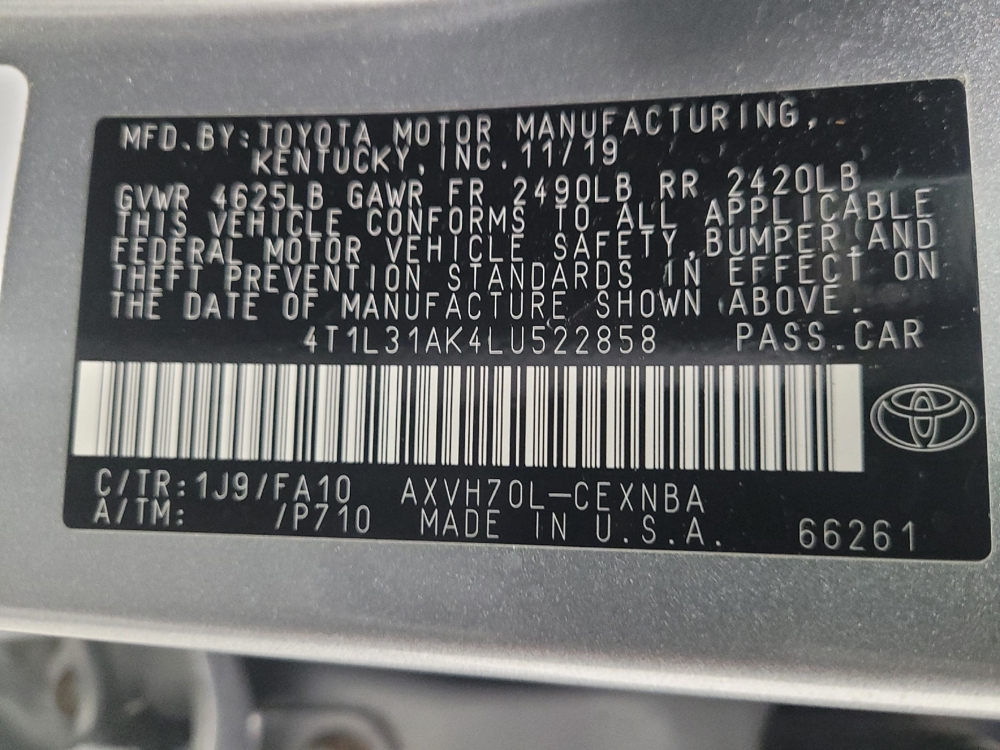 MFD.BY:TOYOTA MOTOR MANUFACTURING,
KENTUCKY,INC.11/19
GVWR 4625LB GAWR FR 2490LB RR 2420LB
THIS VEHICLE CONFORMS TO ALL APPLICABLE
FEDERAL MOTOR VEHICLE SAFETY,BUMPER,AND
THEFT PREVENTION STANDARDS IN EFFECT ON
THE DATE OF MANUFACTURE SHOWN ABOVE.
4T1L31AK4LU522858 PASS.CAR
C/TR:1J9/FA10 AXVH70L-CEXNBA
A/TM: /P710 MADE IN U.S.A. 66261